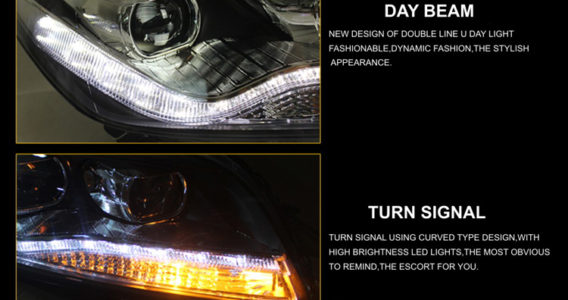 DAY BEAM
NEW DESIGN OF DOUBLE LINE U DAY LIGHT
FASHIONABLE,DYNAMIC FASHION,THE STYLISH
APPEARANCE.
TURN SIGNAL
TURN SIGNAL USING CURVED TYPE DESIGN,WITH
HIGH BRIGHTNESS LED LIGHTS,THE MOST OBVIOUS
TO REMIND,THE ESCORT FOR YOU.